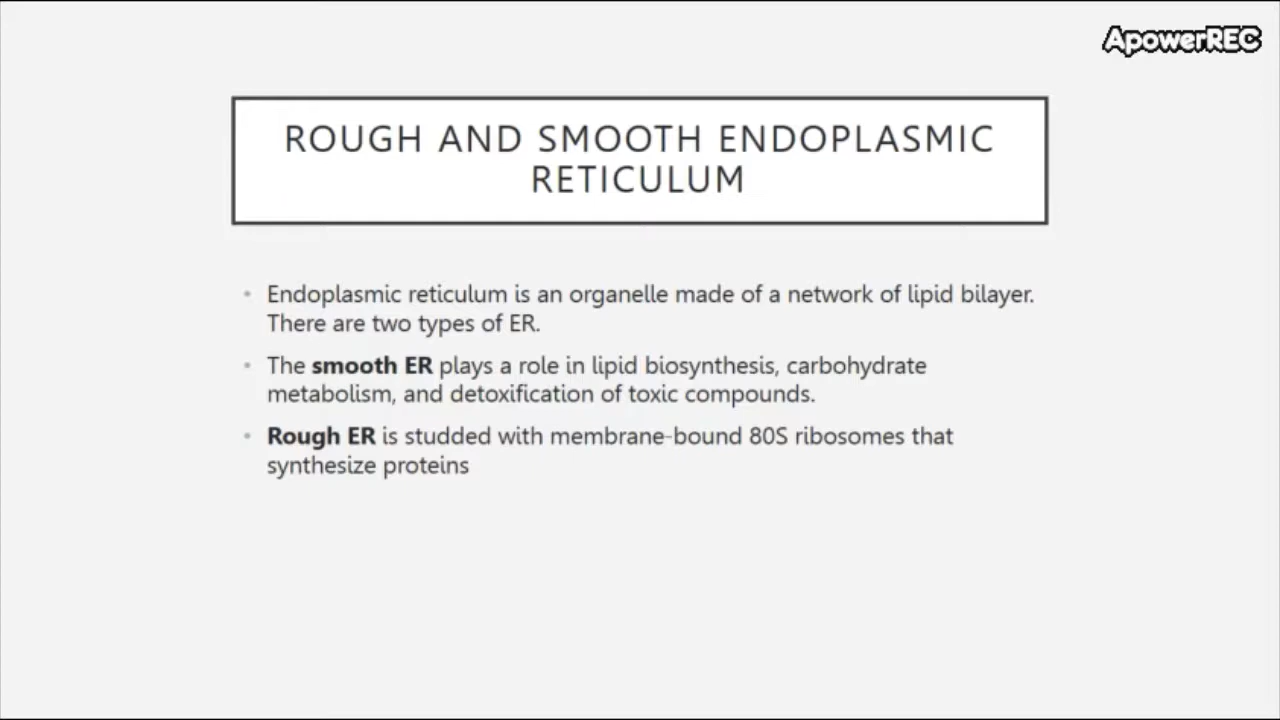 ApowerREC
ROUGH AND SMOOTH ENDOPLASMIC
RETICULUM
• Endoplasmic reticulum is an organelle made of a network of lipid bilayer.
There are two types of ER.
• The smooth ER plays a role in lipid biosynthesis, carbohydrate
metabolism, and detoxification of toxic compounds.
• Rough ER is studded with membrane-bound 80S ribosomes that
synthesize proteins